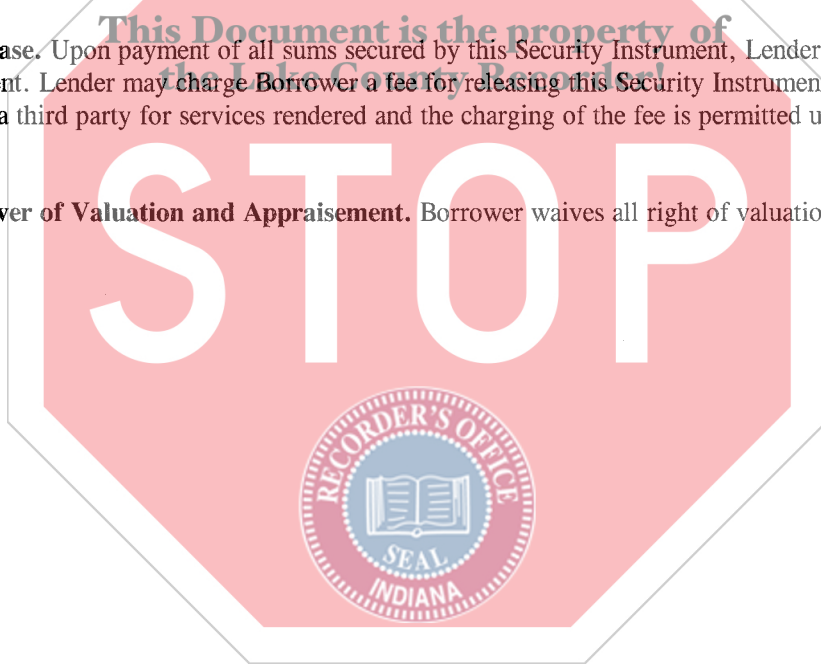 This Document is the property of
ase. Upon payment of all sums secured by this Security Instrument, Lender
the Lake County Recorder!
nt. Lender may charge Borrower a fee for releasing this Security Instrumen
a third party for services rendered and the charging of the fee is permitted u
STOP
ver of Valuation and Appraisement. Borrower waives all right of valuatio
RECORDER'S OFFICE
SEAL
INDIANA